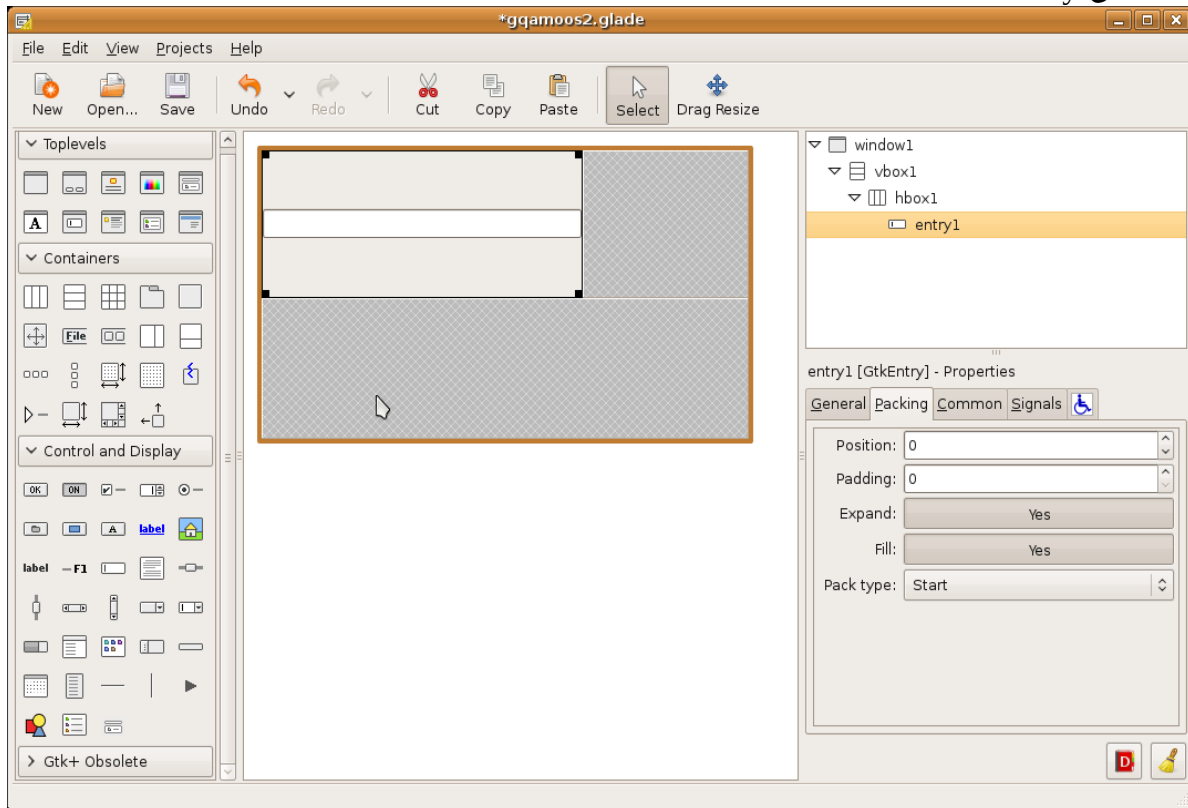 *gqamoos2.glade
File Edit View Projects Help
New Open... Save Undo Redo Cut Copy Paste Select Drag Resize
Toplevels
A
Containers
File
Control and Display
OK ON
A label
label F1
Gtk+ Obsolete
window1
vbox1
hbox1
entry1
entry1 [GtkEntry] - Properties
General Packing Common Signals
Position: 0
Padding: 0
Expand: Yes
Fill: Yes
Pack type: Start
D